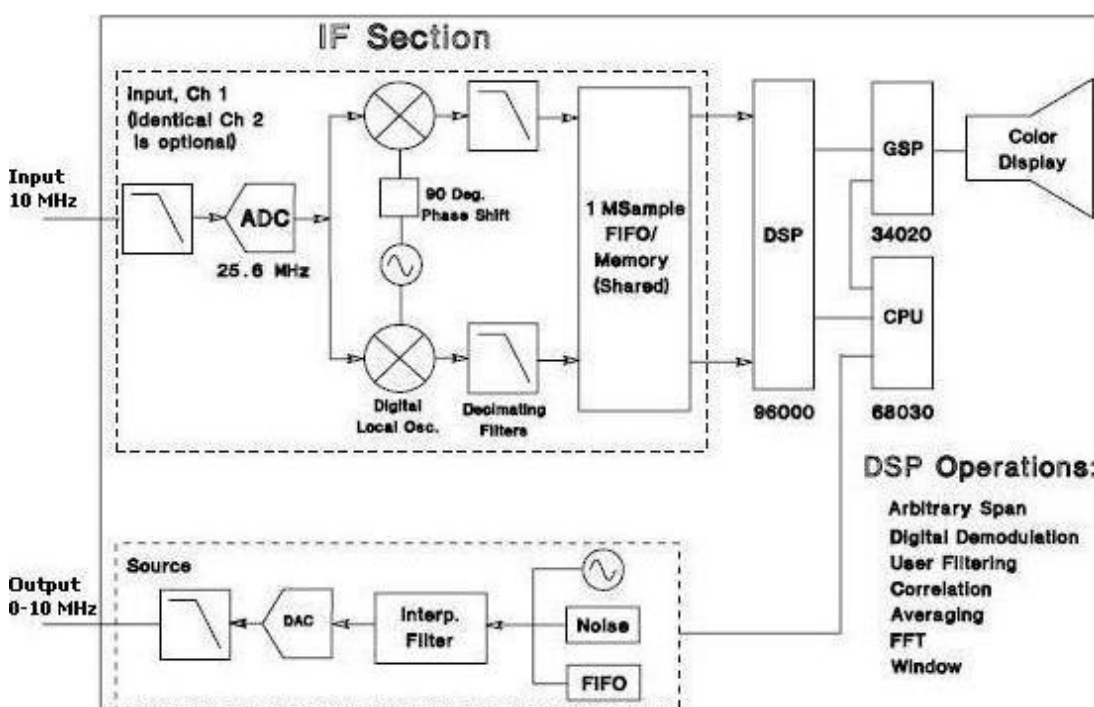 IF Section
Input, Ch 1
(Identical Ch 2
is optional)
Input
10 MHz
ADC
25.6 MHz
90 Deg.
Phase Shift
Digital
Local Osc.
Decimating
Filters
1 MSample
FIFO/
Memory
(Shared)
DSP
96000
GSP
34020
CPU
68030
Color
Display
DSP Operations:
Arbitrary Span
Digital Demodulation
User Filtering
Correlation
Averaging
FFT
Window
Source
Output
0-10 MHz
DAC
Interp.
Filter
Noise
FIFO